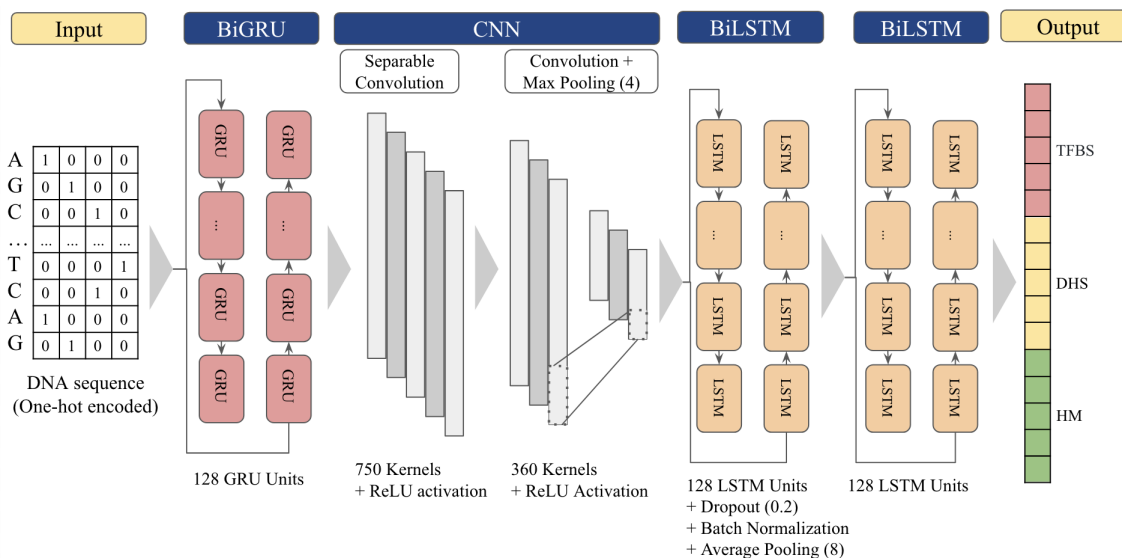 Input
BiGRU
CNN
BiLSTM
BiLSTM
Output
Separable
Convolution
Convolution +
Max Pooling (4)
A 1 0 0 0
G 0 1 0 0
C 0 0 1 0
... ... ... ... ...
T 0 0 0 1
C 0 0 1 0
A 1 0 0 0
G 0 1 0 0
DNA sequence
(One-hot encoded)
GRU GRU
... ...
GRU GRU
GRU GRU
128 GRU Units
750 Kernels
+ ReLU activation
360 Kernels
+ ReLU Activation
LSTM LSTM
... ...
LSTM LSTM
LSTM LSTM
128 LSTM Units
+ Dropout (0.2)
+ Batch Normalization
+ Average Pooling (8)
LSTM LSTM
... ...
LSTM LSTM
LSTM LSTM
128 LSTM Units
TFBS
DHS
HM